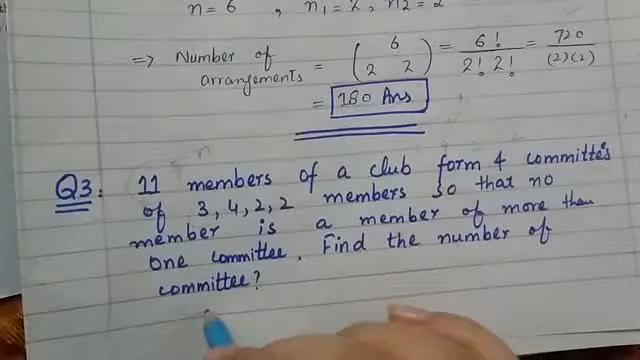 n = 6 , n₁ = 2, n₂ = 2
=> Number of arrangements = ( 6 2 2 ) = 6! / 2! 2! = 720 / (2)(2)
= 180 Ans
Q3: 11 members of a club form 4 committe's
of 3, 4, 2, 2 members so that no
member is a member of more than
one committee. Find the number of
committee?